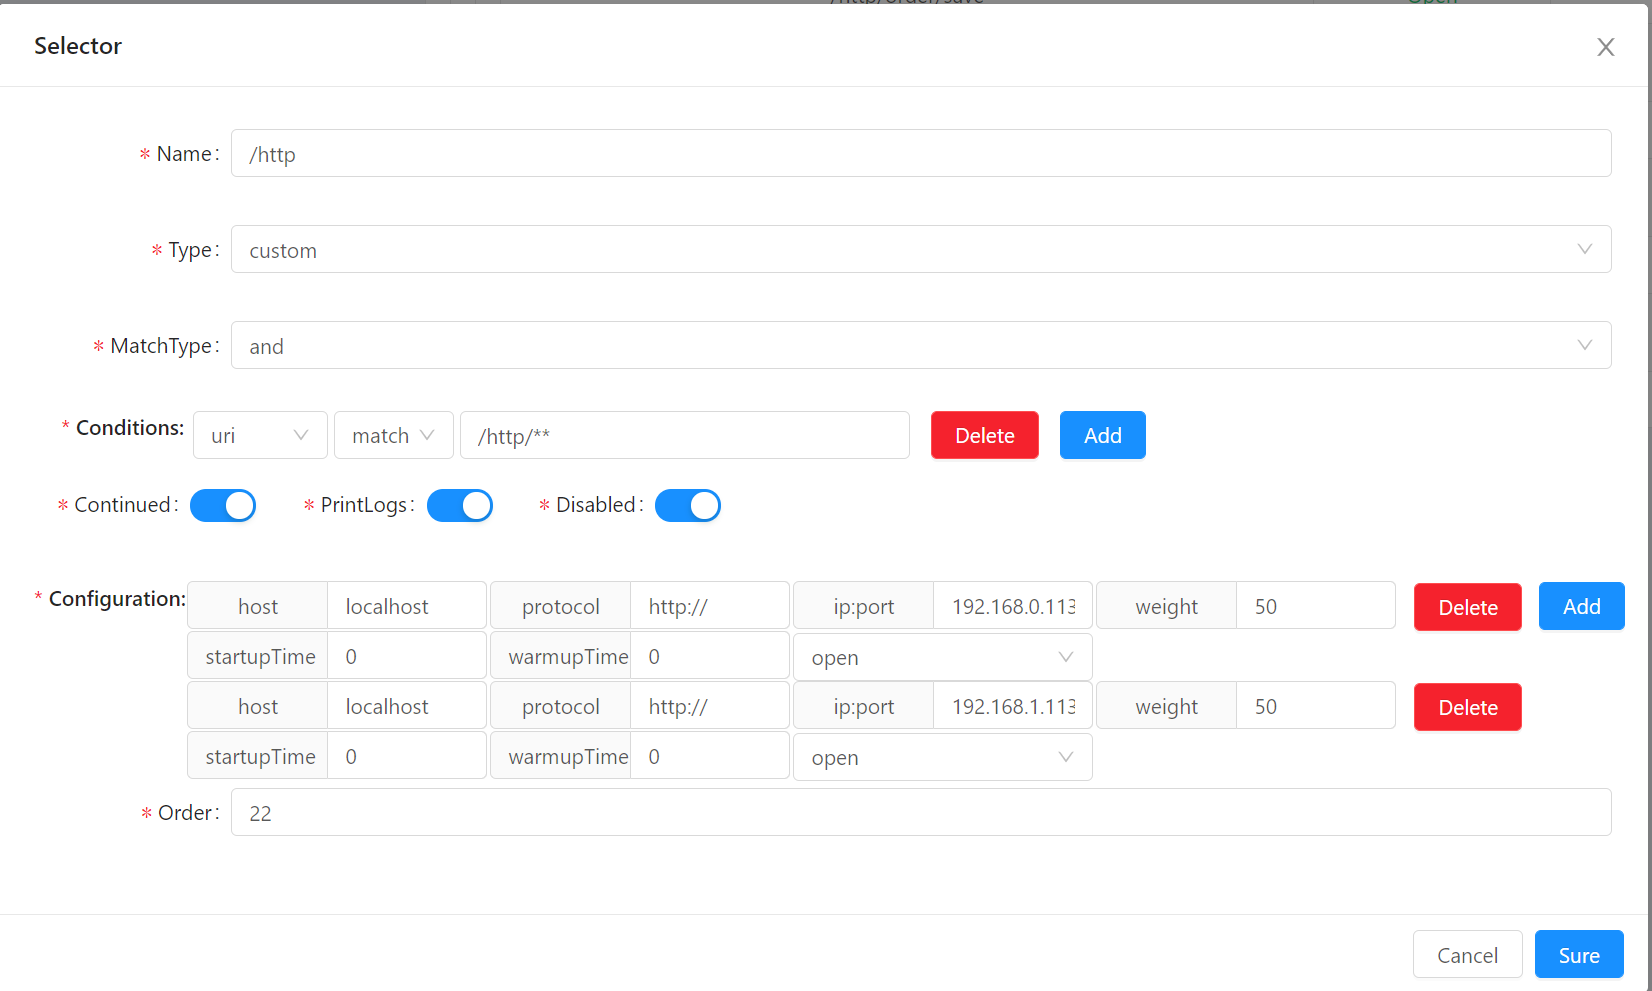 Selector
* Name: /http
* Type: custom
* MatchType: and
* Conditions: uri match /http/** Delete Add
* Continued: * PrintLogs: * Disabled:
* Configuration: host localhost protocol http:// ip:port 192.168.0.113 weight 50 Delete Add
startupTime 0 warmupTime 0 open
host localhost protocol http:// ip:port 192.168.1.113 weight 50 Delete
startupTime 0 warmupTime 0 open
* Order: 22
Cancel Sure